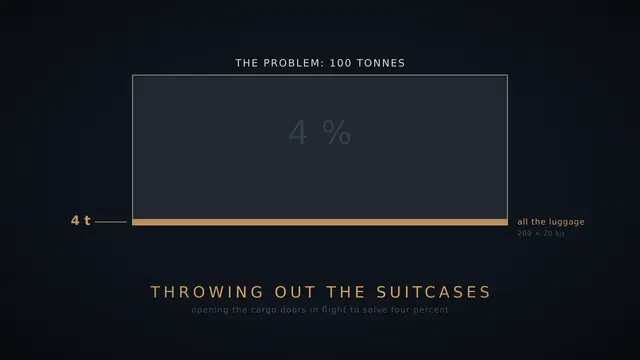 THE PROBLEM: 100 TONNES
4 %
4 t
all the luggage
200 × 20 kg
THROWING OUT THE SUITCASES
opening the cargo doors in flight to solve four percent